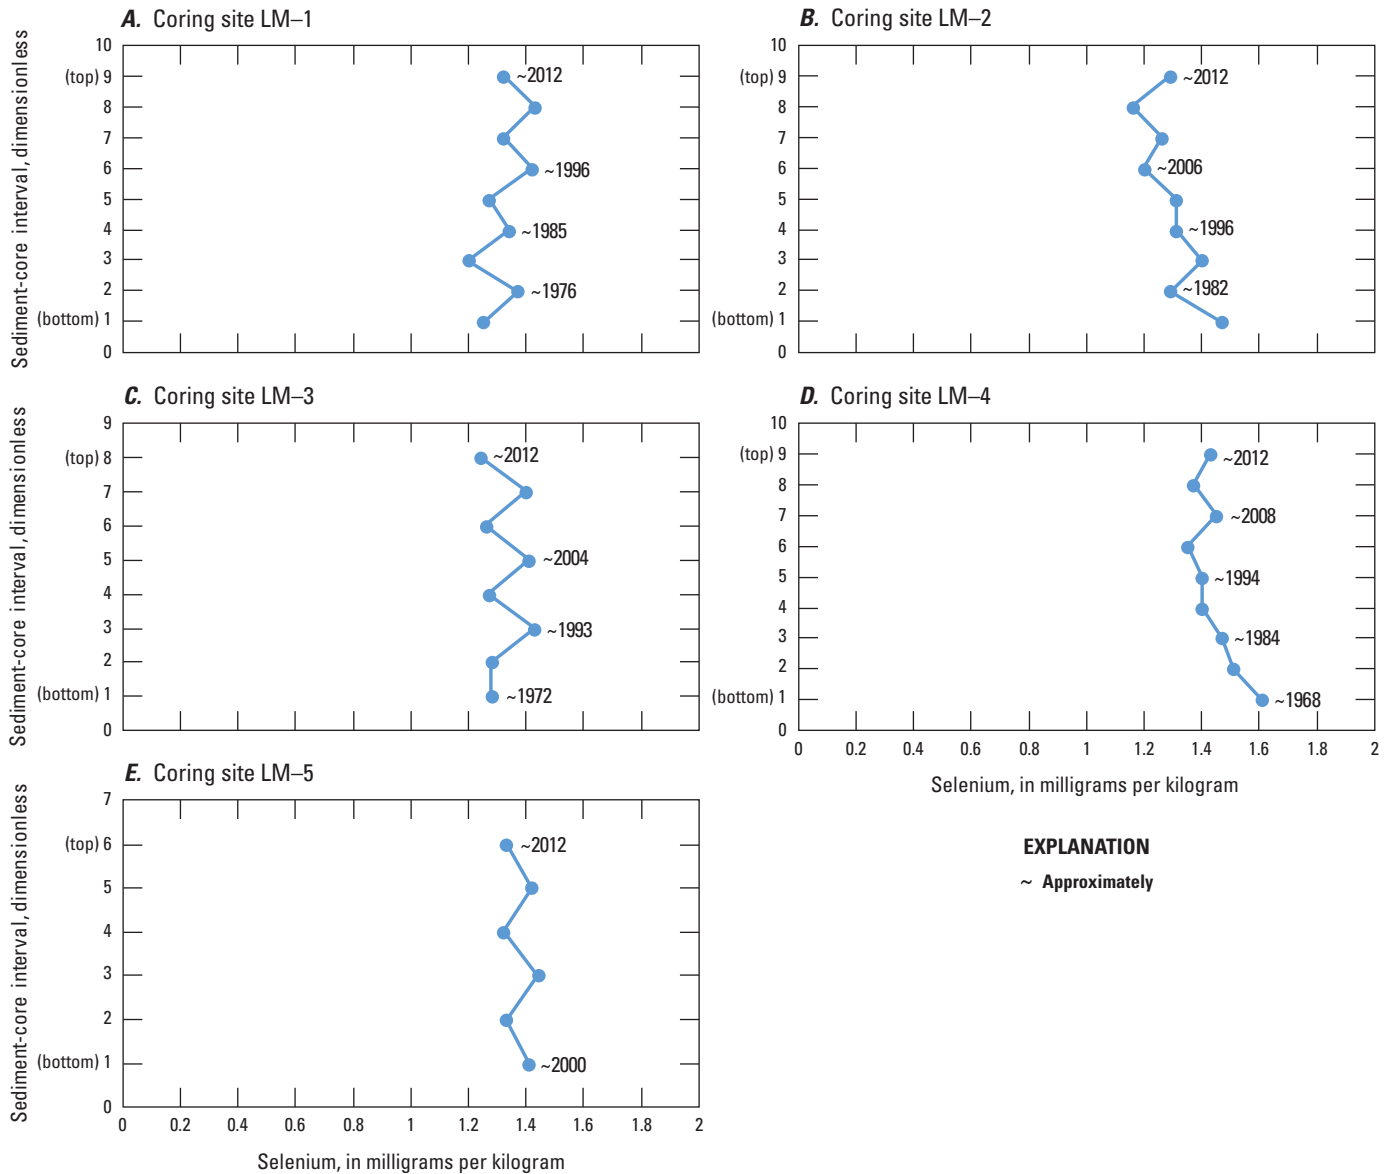 A. Coring site LM–1
Sediment-core interval, dimensionless
10
(top) 9
8
7
6
5
4
3
2
(bottom) 1
0
~2012
~1996
~1985
~1976
B. Coring site LM–2
10
(top) 9
8
7
6
5
4
3
2
(bottom) 1
0
~2012
~2006
~1996
~1982
C. Coring site LM–3
Sediment-core interval, dimensionless
9
(top) 8
7
6
5
4
3
2
(bottom) 1
0
~2012
~2004
~1993
~1972
D. Coring site LM–4
10
(top) 9
8
7
6
5
4
3
2
(bottom) 1
0
~2012
~2008
~1994
~1984
~1968
0 0.2 0.4 0.6 0.8 1 1.2 1.4 1.6 1.8 2
Selenium, in milligrams per kilogram
E. Coring site LM–5
Sediment-core interval, dimensionless
7
(top) 6
5
4
3
2
(bottom) 1
0
~2012
~2000
0 0.2 0.4 0.6 0.8 1 1.2 1.4 1.6 1.8 2
Selenium, in milligrams per kilogram
EXPLANATION
~ Approximately